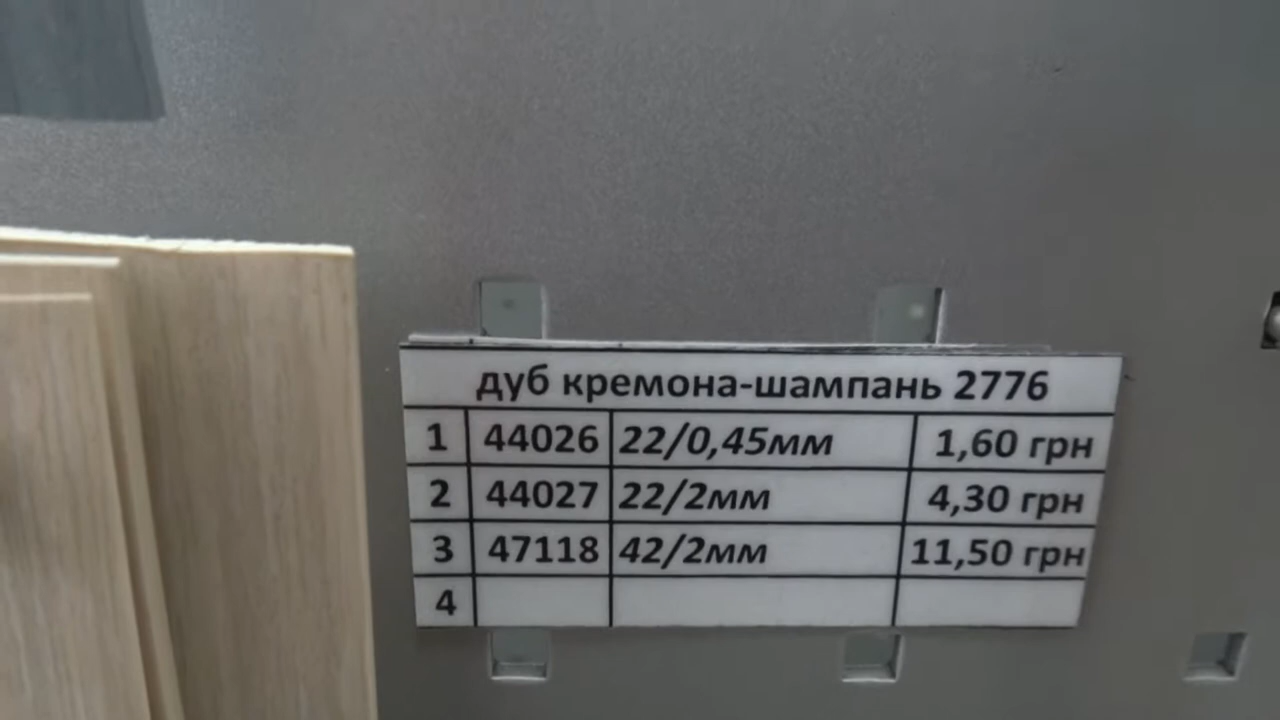 дуб кремона-шампань 2776
1 44026 22/0,45мм 1,60 грн
2 44027 22/2мм 4,30 грн
3 47118 42/2мм 11,50 грн
4